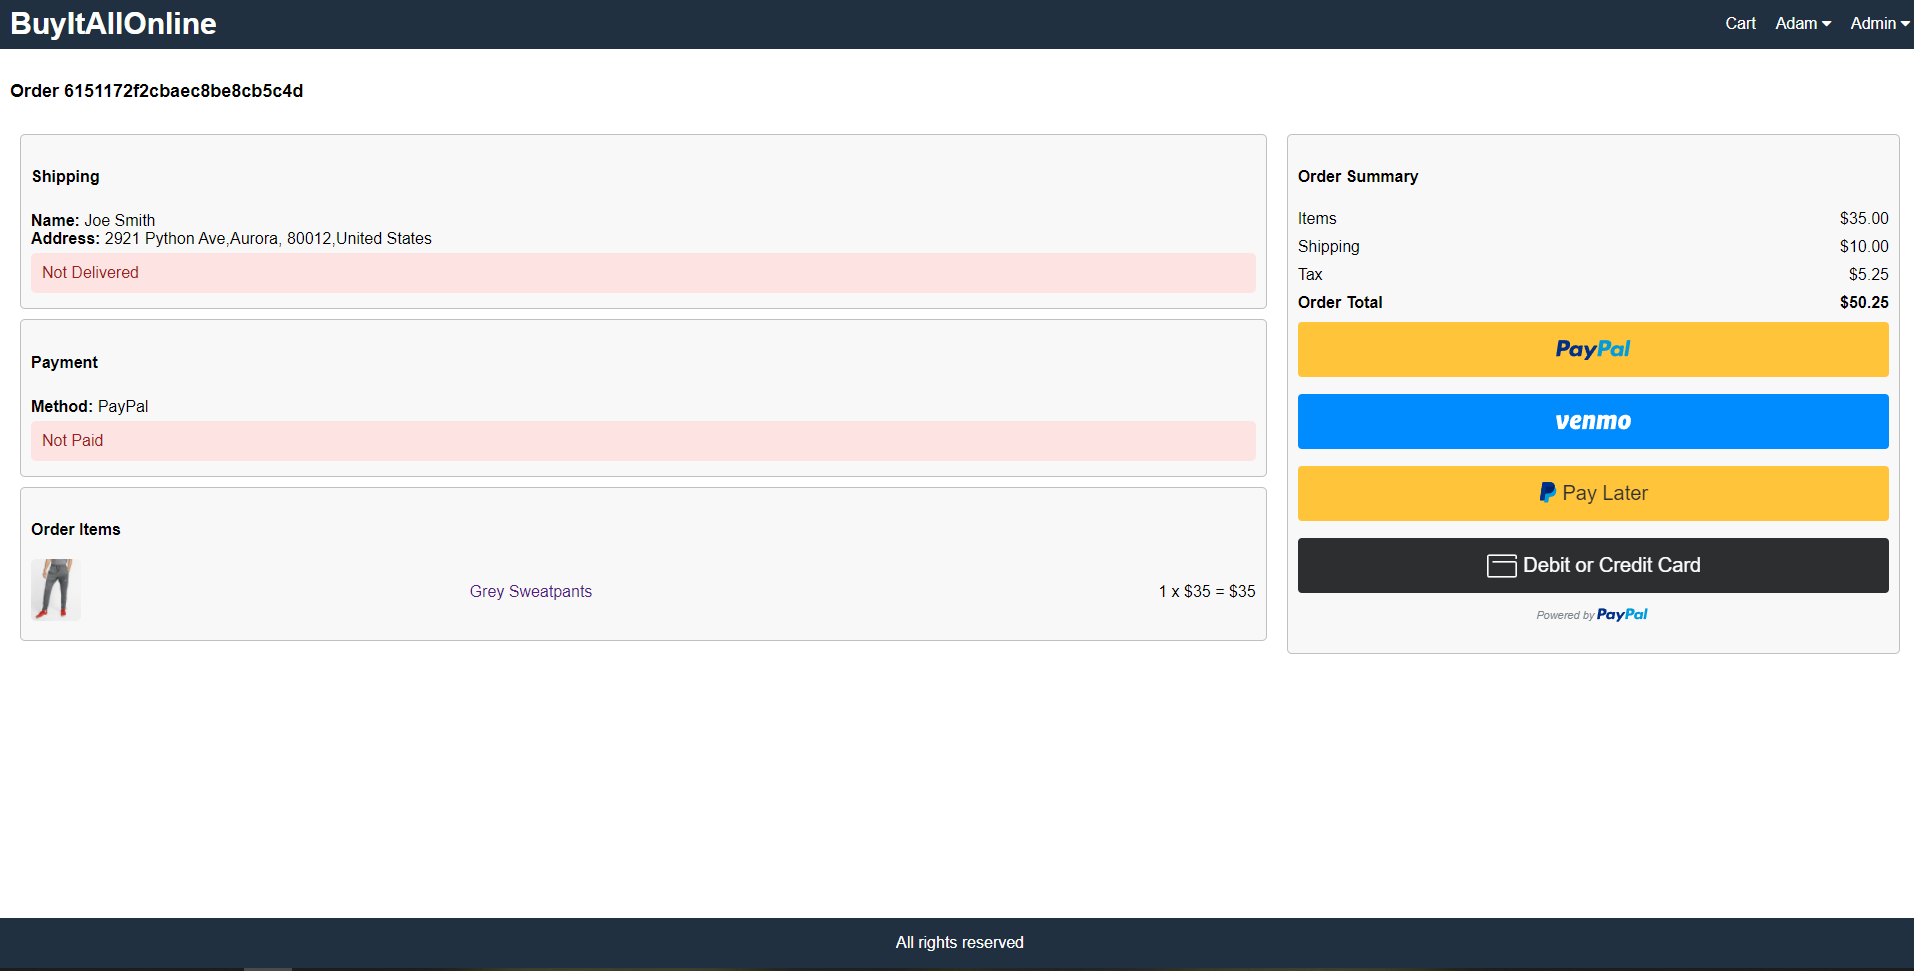 BuyItAllOnline
Cart Adam Admin
Order 6151172f2cbaec8be8cb5c4d
Shipping
Name: Joe Smith
Address: 2921 Python Ave,Aurora, 80012,United States
Not Delivered
Payment
Method: PayPal
Not Paid
Order Items
Grey Sweatpants 1 x $35 = $35
Order Summary
Items $35.00
Shipping $10.00
Tax $5.25
Order Total $50.25
PayPal
venmo
Pay Later
Debit or Credit Card
Powered by PayPal
All rights reserved